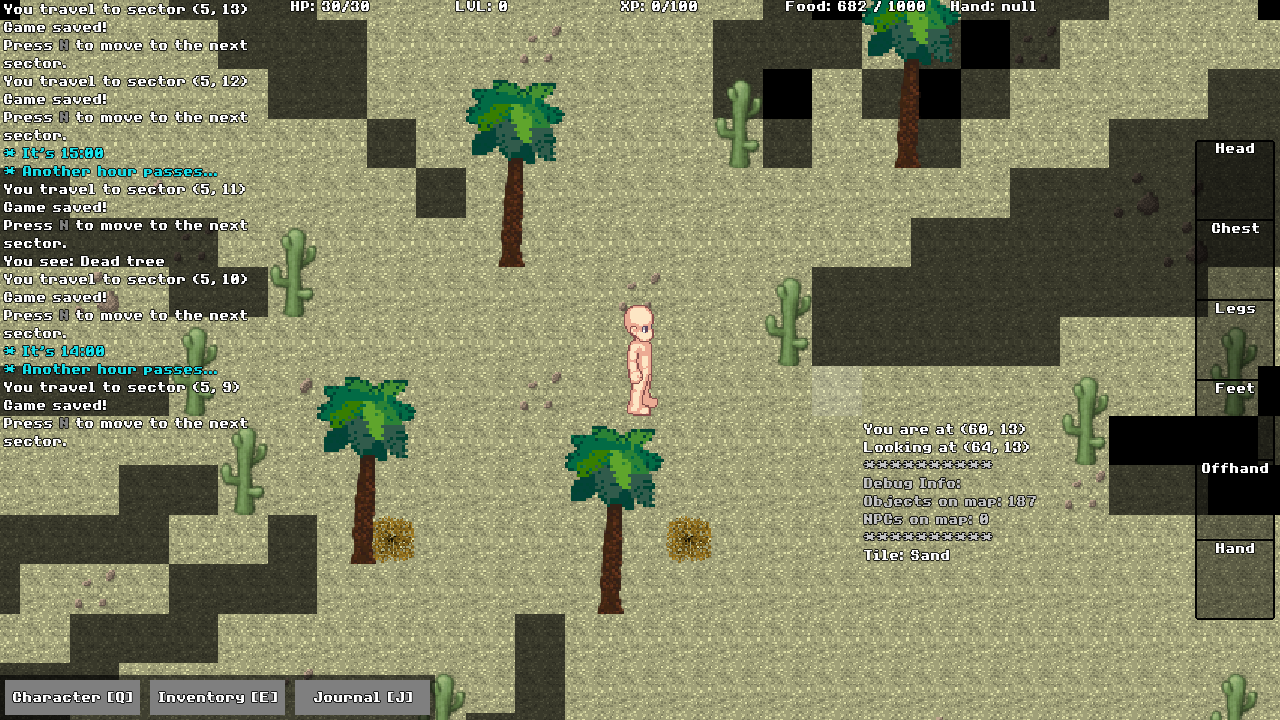 You travel to sector (5, 13)
Game saved!
Press N to move to the next
sector.
You travel to sector (5, 12)
Game saved!
Press N to move to the next
sector.
* It's 15:00
* Another hour passes...
You travel to sector (5, 11)
Game saved!
Press N to move to the next
sector.
You see: Dead tree
You travel to sector (5, 10)
Game saved!
Press N to move to the next
sector.
* It's 14:00
* Another hour passes...
You travel to sector (5, 9)
Game saved!
Press N to move to the next
sector.
HP: 30/30
LVL: 0
XP: 0/100
Food: 682 / 1000
Hand: null
Head
Chest
Legs
Feet
Offhand
Hand
You are at (60, 13)
Looking at (64, 13)
***************
Debug Info:
Objects on map: 187
NPCs on map: 0
***************
Tile: Sand
Character [Q]
Inventory [E]
Journal [J]